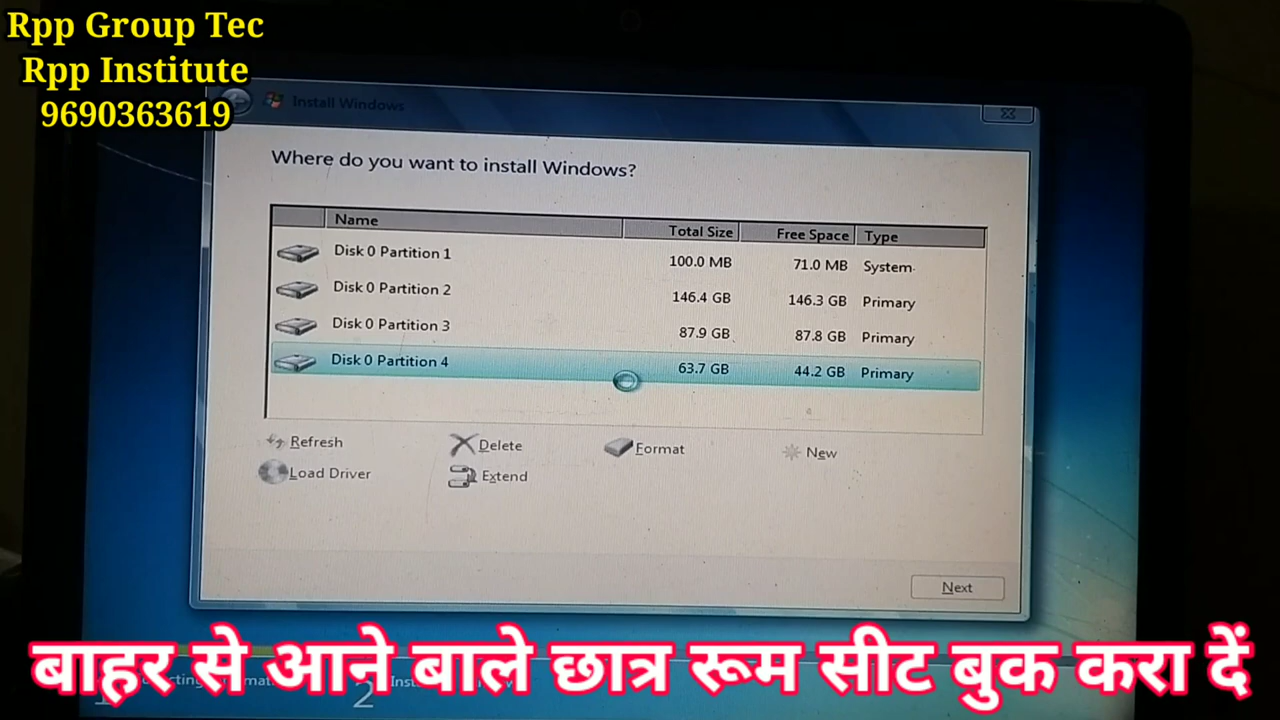 Rpp Group Tec
Rpp Institute
9690363619
Install Windows
Where do you want to install Windows?
Name Total Size Free Space Type
Disk 0 Partition 1 100.0 MB 71.0 MB System
Disk 0 Partition 2 146.4 GB 146.3 GB Primary
Disk 0 Partition 3 87.9 GB 87.8 GB Primary
Disk 0 Partition 4 63.7 GB 44.2 GB Primary
Refresh Delete Format New
Load Driver Extend
Next
बाहर से आने बाले छात्र रूम सीट बुक करा दें
1 2